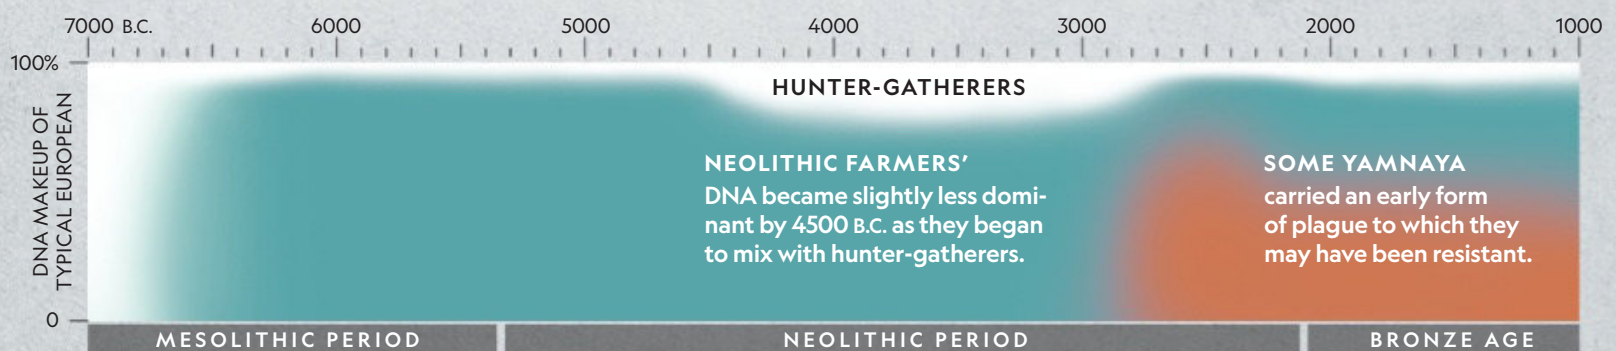 7000 B.C. 6000 5000 4000 3000 2000 1000
100%
DNA MAKEUP OF
TYPICAL EUROPEAN
0
HUNTER-GATHERERS
NEOLITHIC FARMERS’
DNA became slightly less domi-
nant by 4500 B.C. as they began
to mix with hunter-gatherers.
SOME YAMNAYA
carried an early form
of plague to which they
may have been resistant.
MESOLITHIC PERIOD NEOLITHIC PERIOD BRONZE AGE